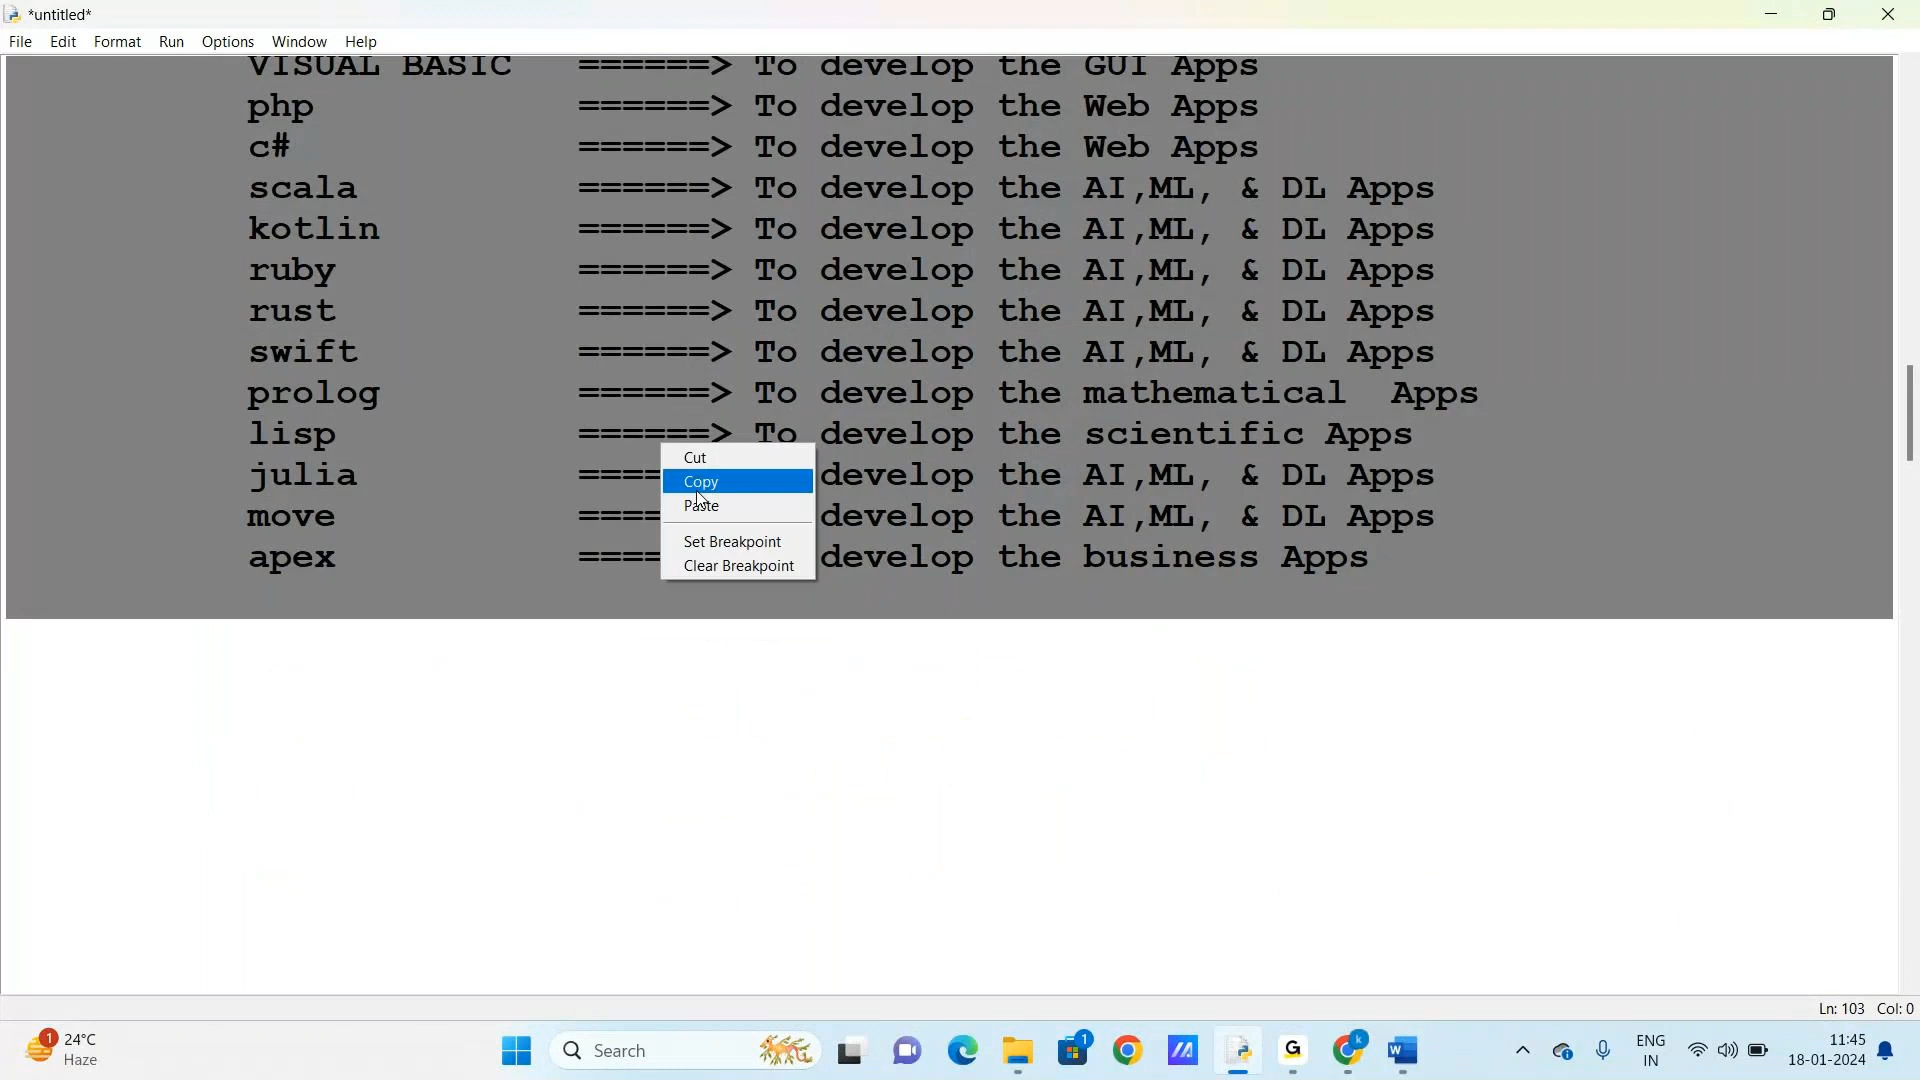 *untitled*
File Edit Format Run Options Window Help
VISUAL BASIC ======> To develop the GUI Apps
php ======> To develop the Web Apps
c# ======> To develop the Web Apps
scala ======> To develop the AI,ML, & DL Apps
kotlin ======> To develop the AI,ML, & DL Apps
ruby ======> To develop the AI,ML, & DL Apps
rust ======> To develop the AI,ML, & DL Apps
swift ======> To develop the AI,ML, & DL Apps
prolog ======> To develop the mathematical  Apps
lisp ======> To develop the scientific Apps
julia ==== develop the AI,ML, & DL Apps
move ==== develop the AI,ML, & DL Apps
apex ==== develop the business Apps
Cut
Copy
Paste
Set Breakpoint
Clear Breakpoint
Ln: 103 Col: 0
1
24°C
Haze
Search
1
G
k
W
ENG
IN
11:45
18-01-2024